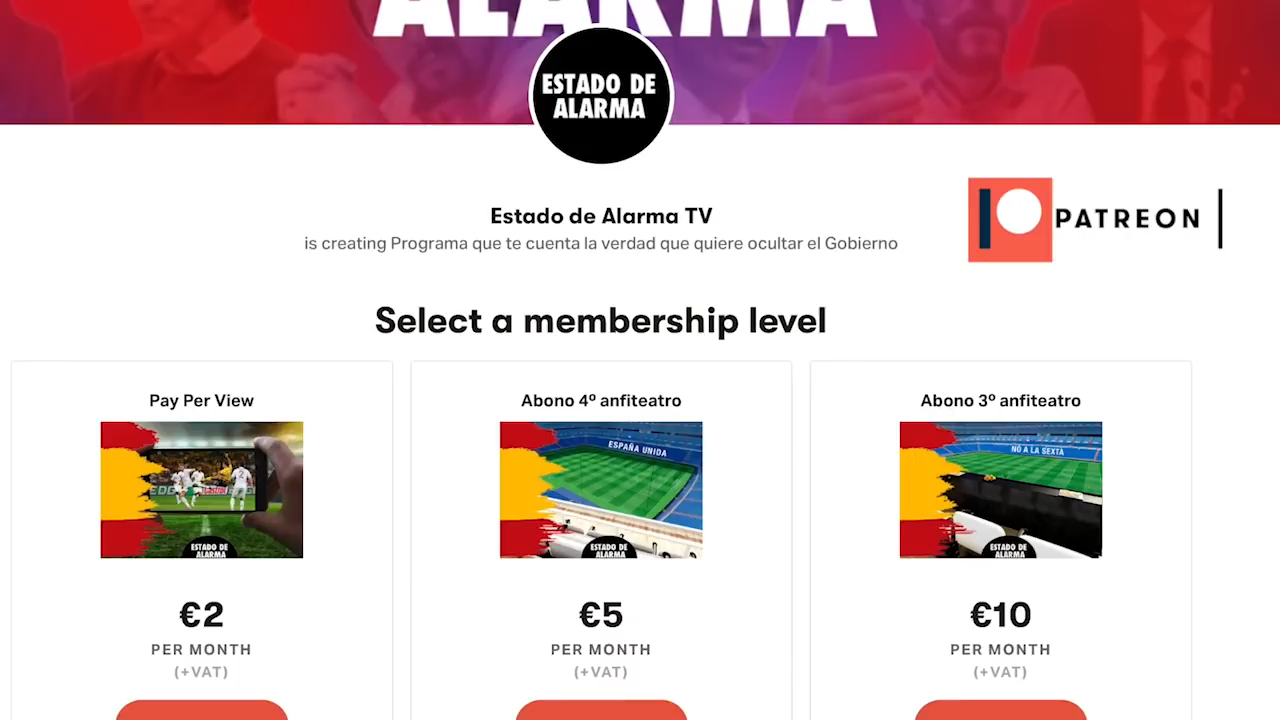 ALARMA
ESTADO DE
ALARMA
Estado de Alarma TV
is creating Programa que te cuenta la verdad que quiere ocultar el Gobierno
PATREON
Select a membership level
Pay Per View
ESTADO DE
ALARMA
€2
PER MONTH
(+VAT)
Abono 4º anfiteatro
ESPAÑA UNIDA
ESTADO DE
ALARMA
€5
PER MONTH
(+VAT)
Abono 3º anfiteatro
NO A LA SEXTA
ESTADO DE
ALARMA
€10
PER MONTH
(+VAT)